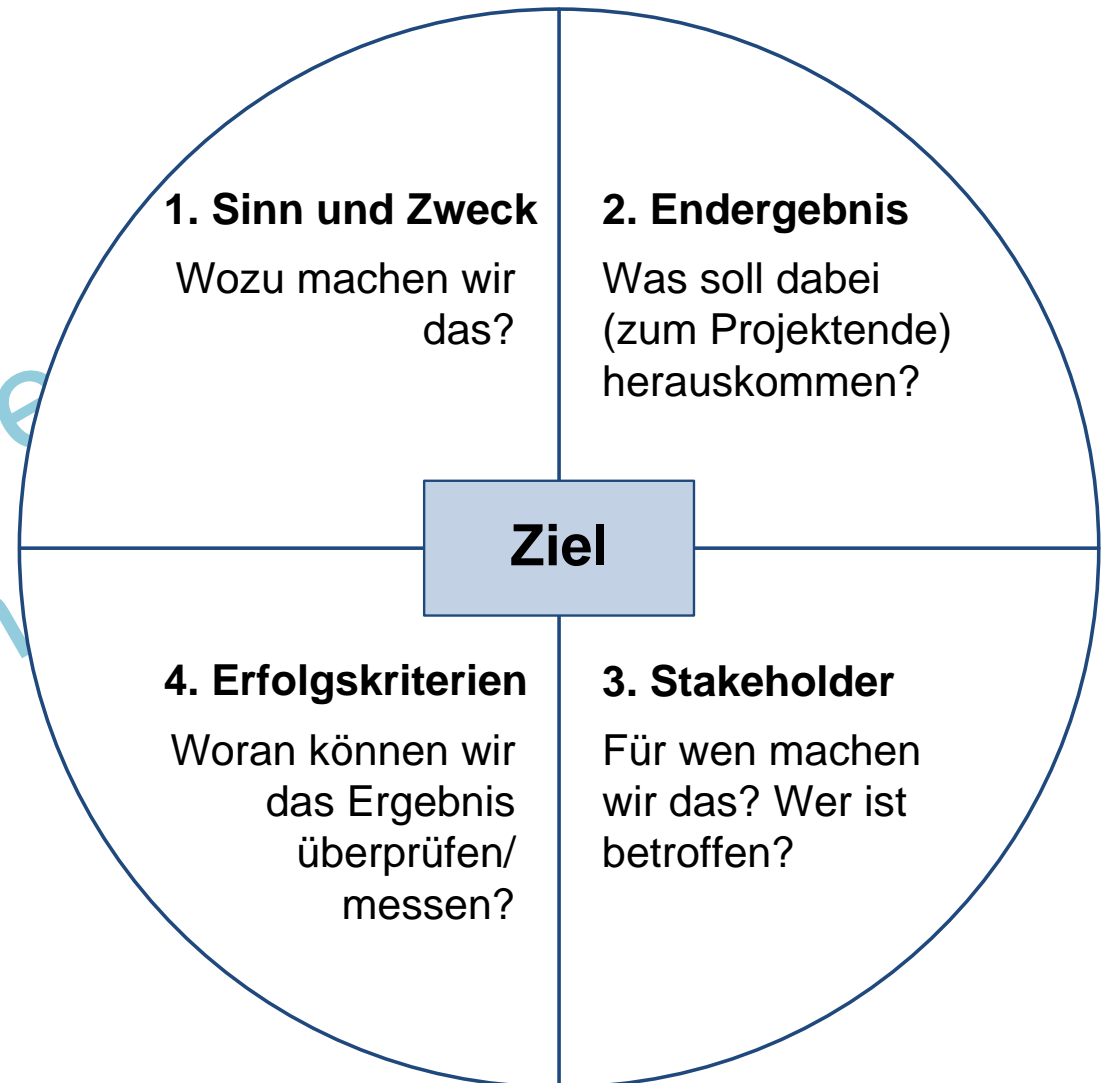 1. Sinn und Zweck
Wozu machen wir
das?
2. Endergebnis
Was soll dabei
(zum Projektende)
herauskommen?
Ziel
3. Stakeholder
Für wen machen
wir das? Wer ist
betroffen?
4. Erfolgskriterien
Woran können wir
das Ergebnis
überprüfen/
messen?